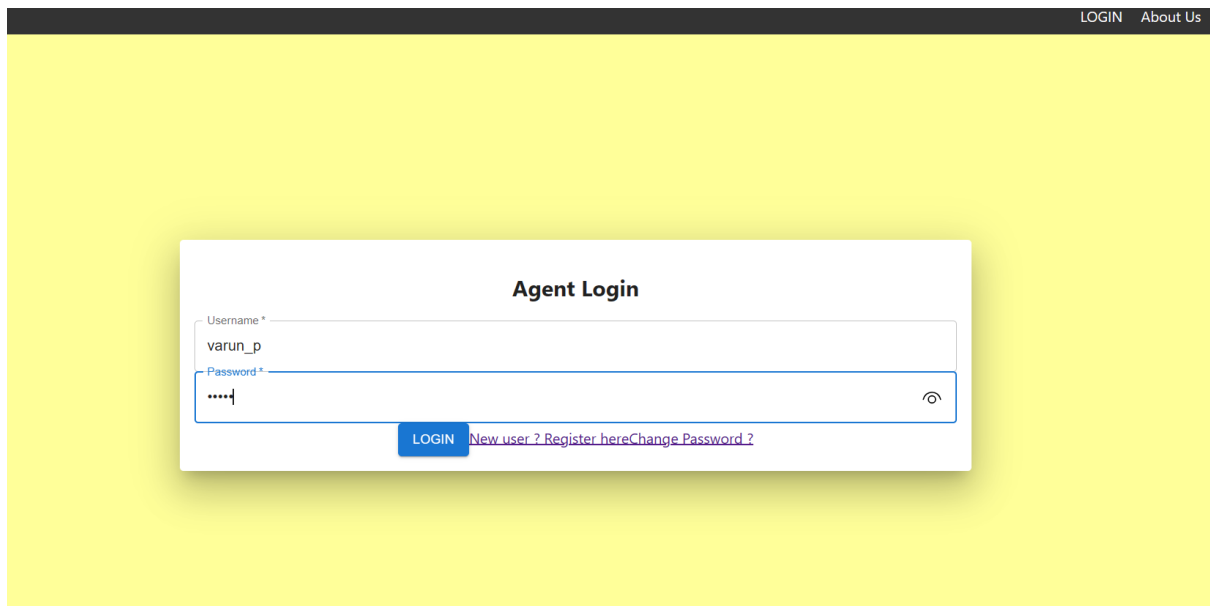 LOGIN About Us
Agent Login
Username *
varun_p
Password *
•••••
LOGIN New user ? Register hereChange Password ?